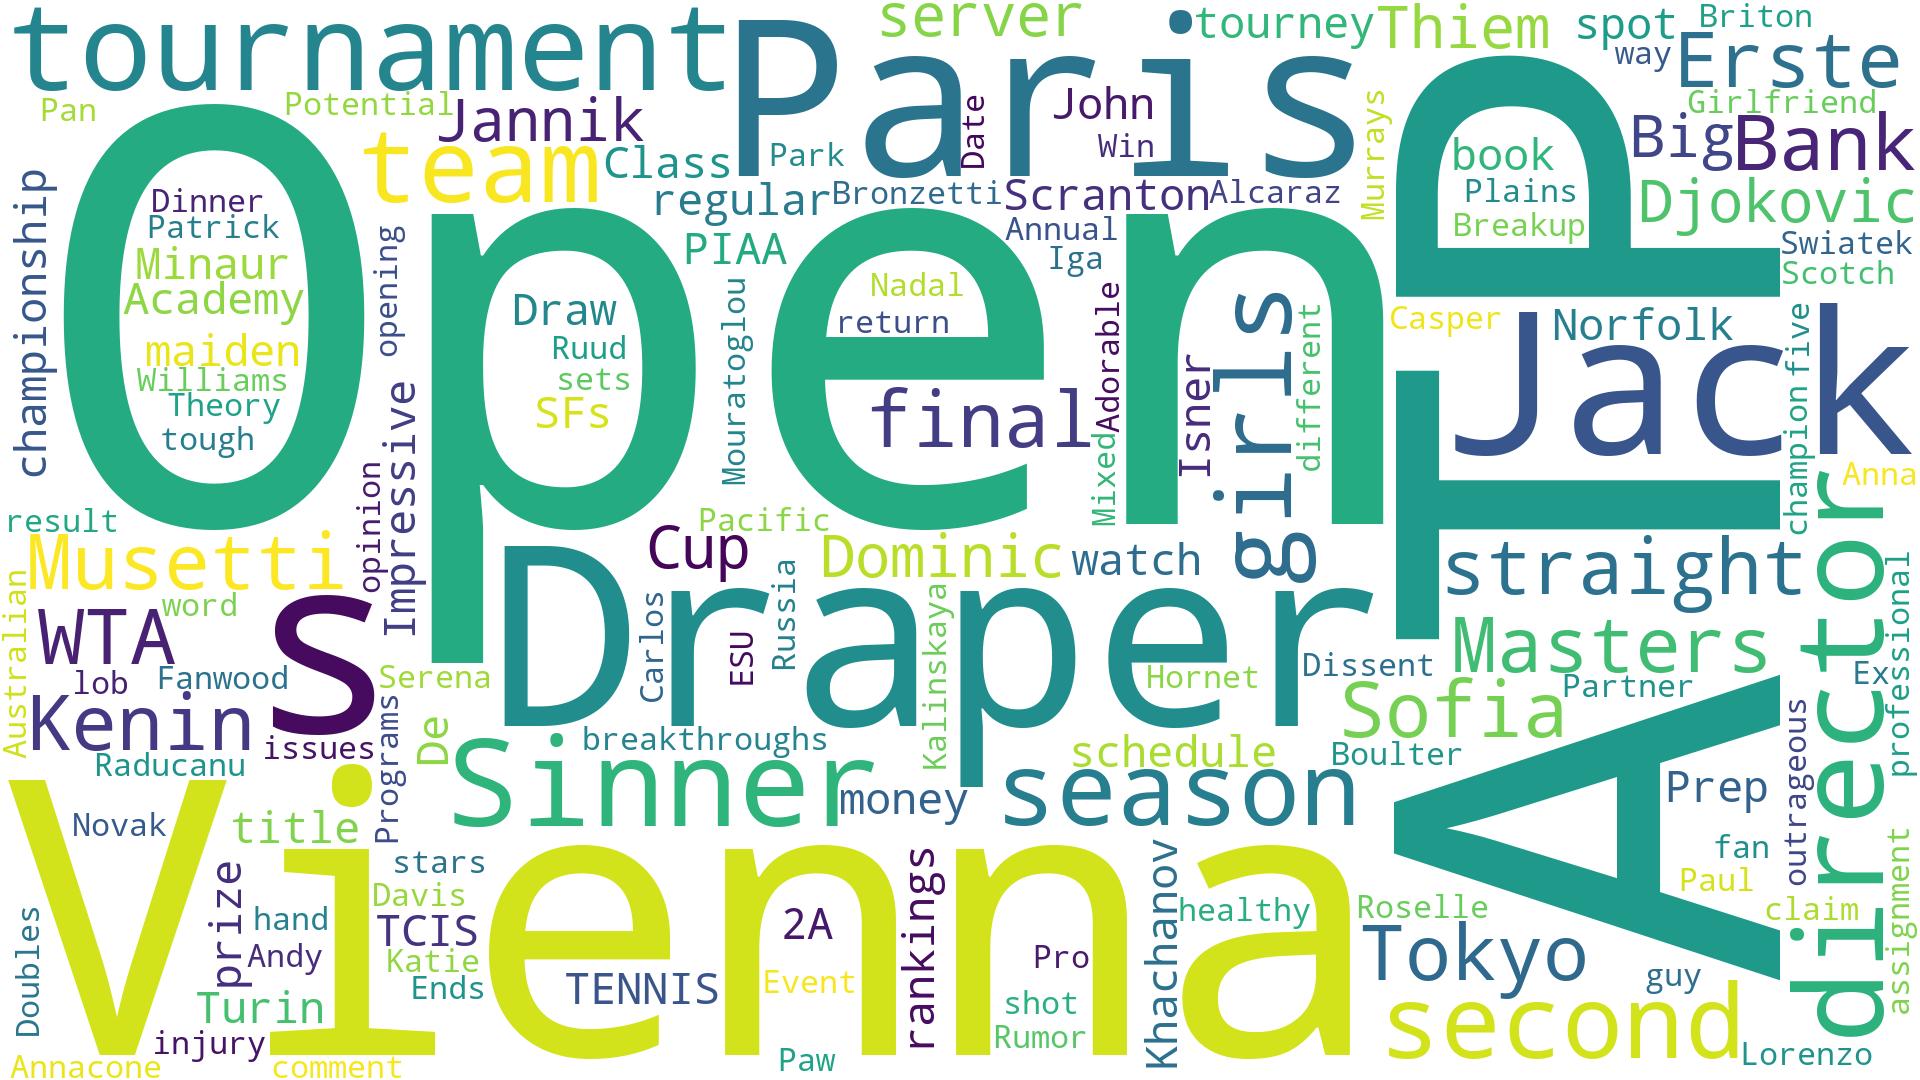 tournament
Paris
server
tourney
Thiem
spot
Briton
way
Erste
Pan
Potential
Jannik
team
Class
Park
Date
John
Win
Murrays
Girlfriend
Big
Bank
book
Plains
Breakup
Djokovic
Swiatek
Scotch
championship
Open
Dinner
Patrick
Minaur
Academy
maiden
Williams
Theory
tough
opening
regular
Bronzetti
Scranton
Alcaraz
PIAA
Annual
Iga
Draw
Ruud
sets
SFs
Mouratoglou
Nadal
return
final
Adorable
Mixed
Isner
girls
different
ATP
Casper
Norfolk
Jack
champion
five
Anna
result
Musetti
opinion
Impressive
Cup
Pacific
Dominic
watch
straight
director
Australian
word
WTA
s
Draper
Carlos
ESU
Russia
Kalinskaya
Hornet
Dissent
Masters
professional
lob
Fanwood
Serena
Kenin
issues
Raducanu
Programs
De
Sinner
breakthroughs
schedule
Boulter
Sofia
Partner
Ex
outrageous
Novak
title
money
season
Prep
fan
Paul
claim
assignment
Vienna
Doubles
prize
hand
Andy
Turin
injury
Annacone
comment
stars
Davis
TCIS
Katie
Ends
TENNIS
2A
Event
Paw
rankings
Pro
shot
Rumor
Khachanov
healthy
Roselle
Tokyo
guy
second
Lorenzo